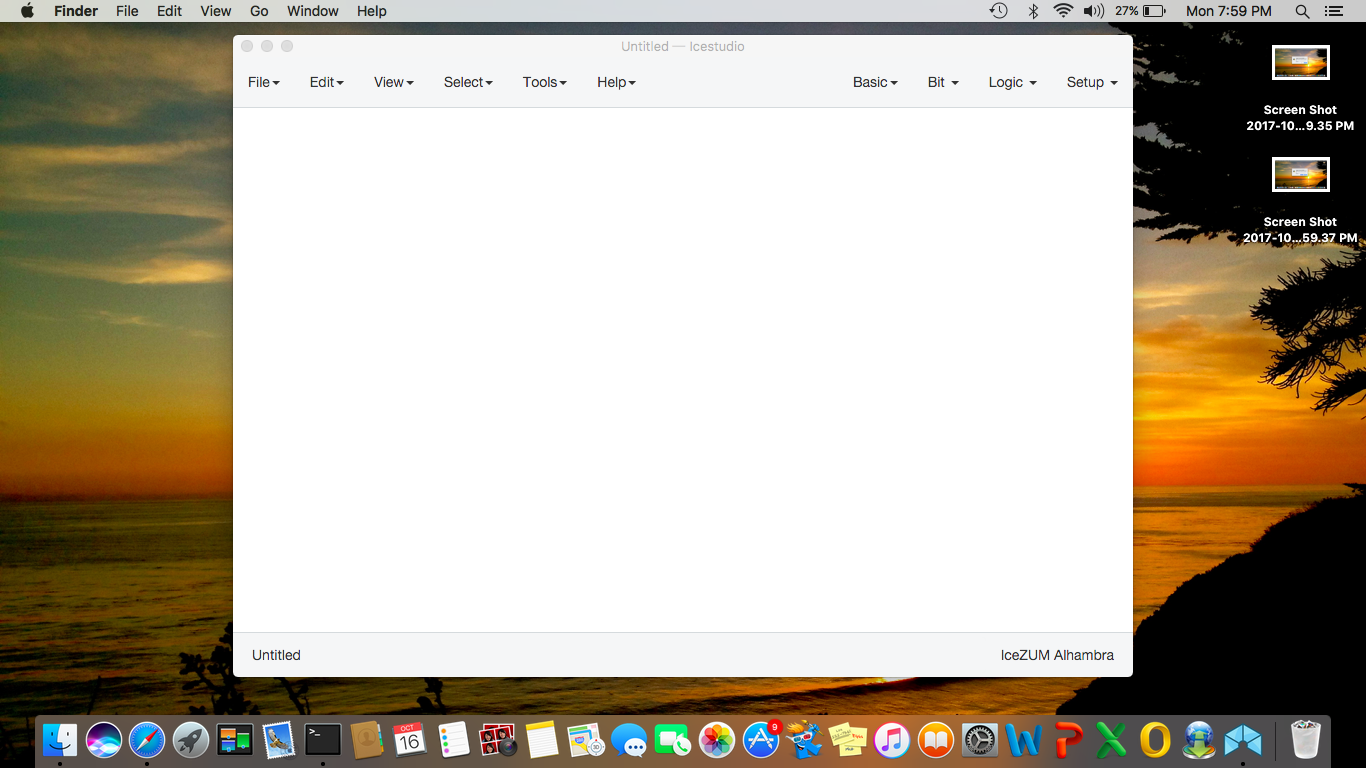 Finder File Edit View Go Window Help 27% Mon 7:59 PM
Untitled — Icestudio
File Edit View Select Tools Help Basic Bit Logic Setup
Screen Shot
2017-10...9.35 PM
Screen Shot
2017-10...59.37 PM
Untitled IceZUM Alhambra
OCT
16
9